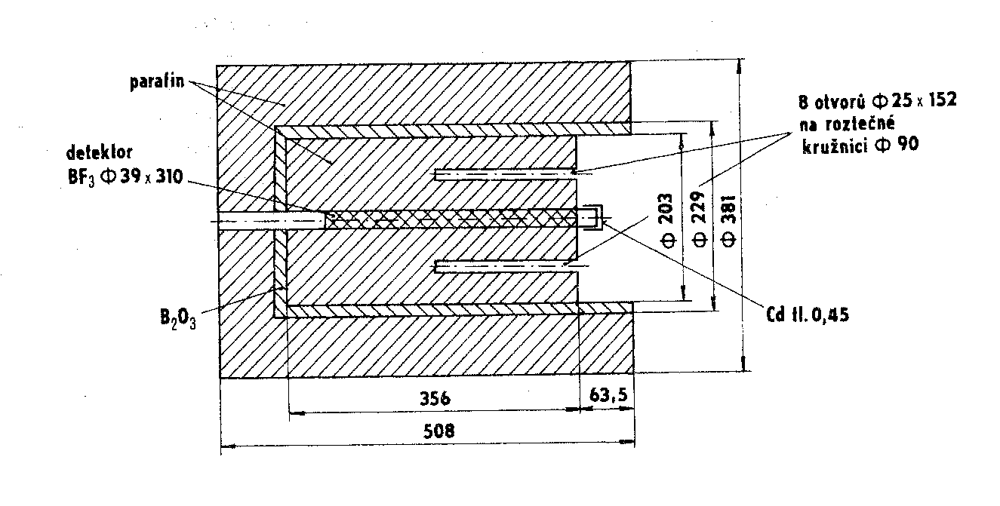 parafin
8 otvorů Φ 25 x 152
na roztečné
kružnici Φ 90
detektor
BF₃ Φ 39 x 310
Φ 203
Φ 229
Φ 381
B₂O₃
Cd tl. 0,45
356
63,5
508